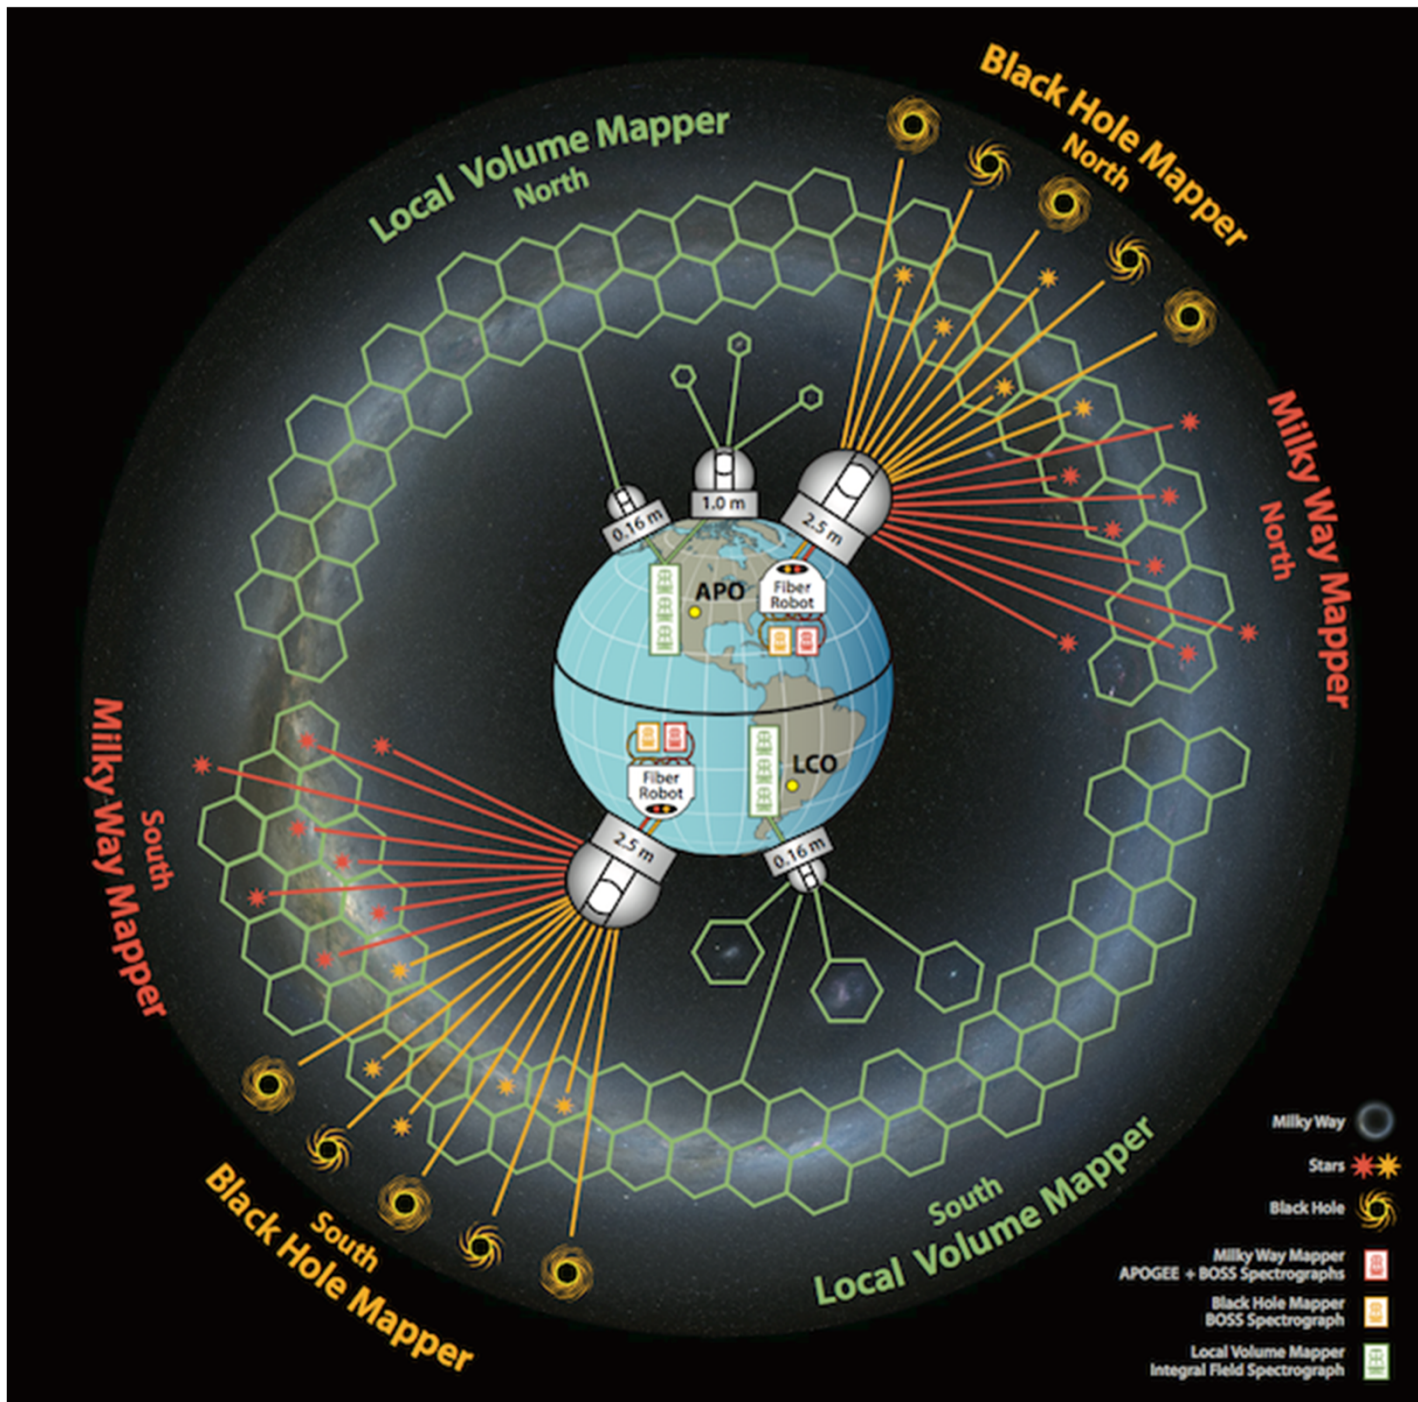 Black Hole Mapper
North
Local Volume Mapper
North
Milky Way Mapper
North
0.16 m
1.0 m
2.5 m
APO
Fiber
Robot
Fiber
Robot
LCO
2.5 m
0.16 m
Milky Way Mapper
South
South
Black Hole Mapper
South
Local Volume Mapper
Milky Way
Stars
Black Hole
Milky Way Mapper
APOGEE + BOSS Spectrographs
Black Hole Mapper
BOSS Spectrograph
Local Volume Mapper
Integral Field Spectrograph